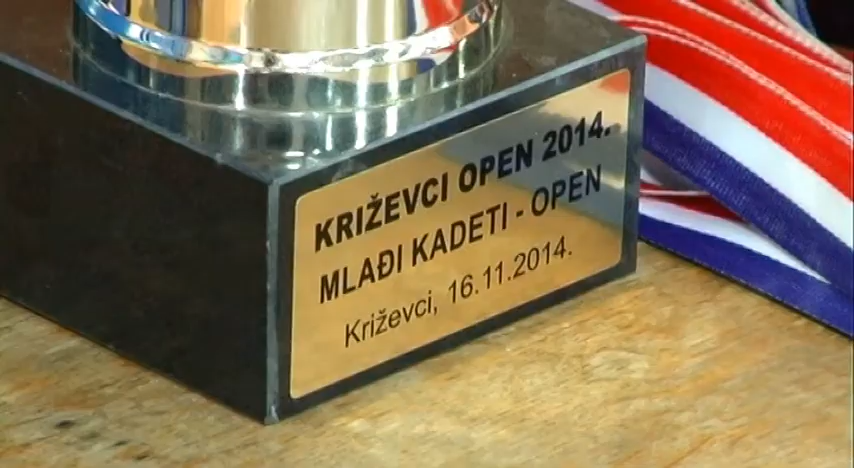 KRIŽEVCI OPEN 2014.
MLAĐI KADETI - OPEN
Križevci, 16.11.2014.